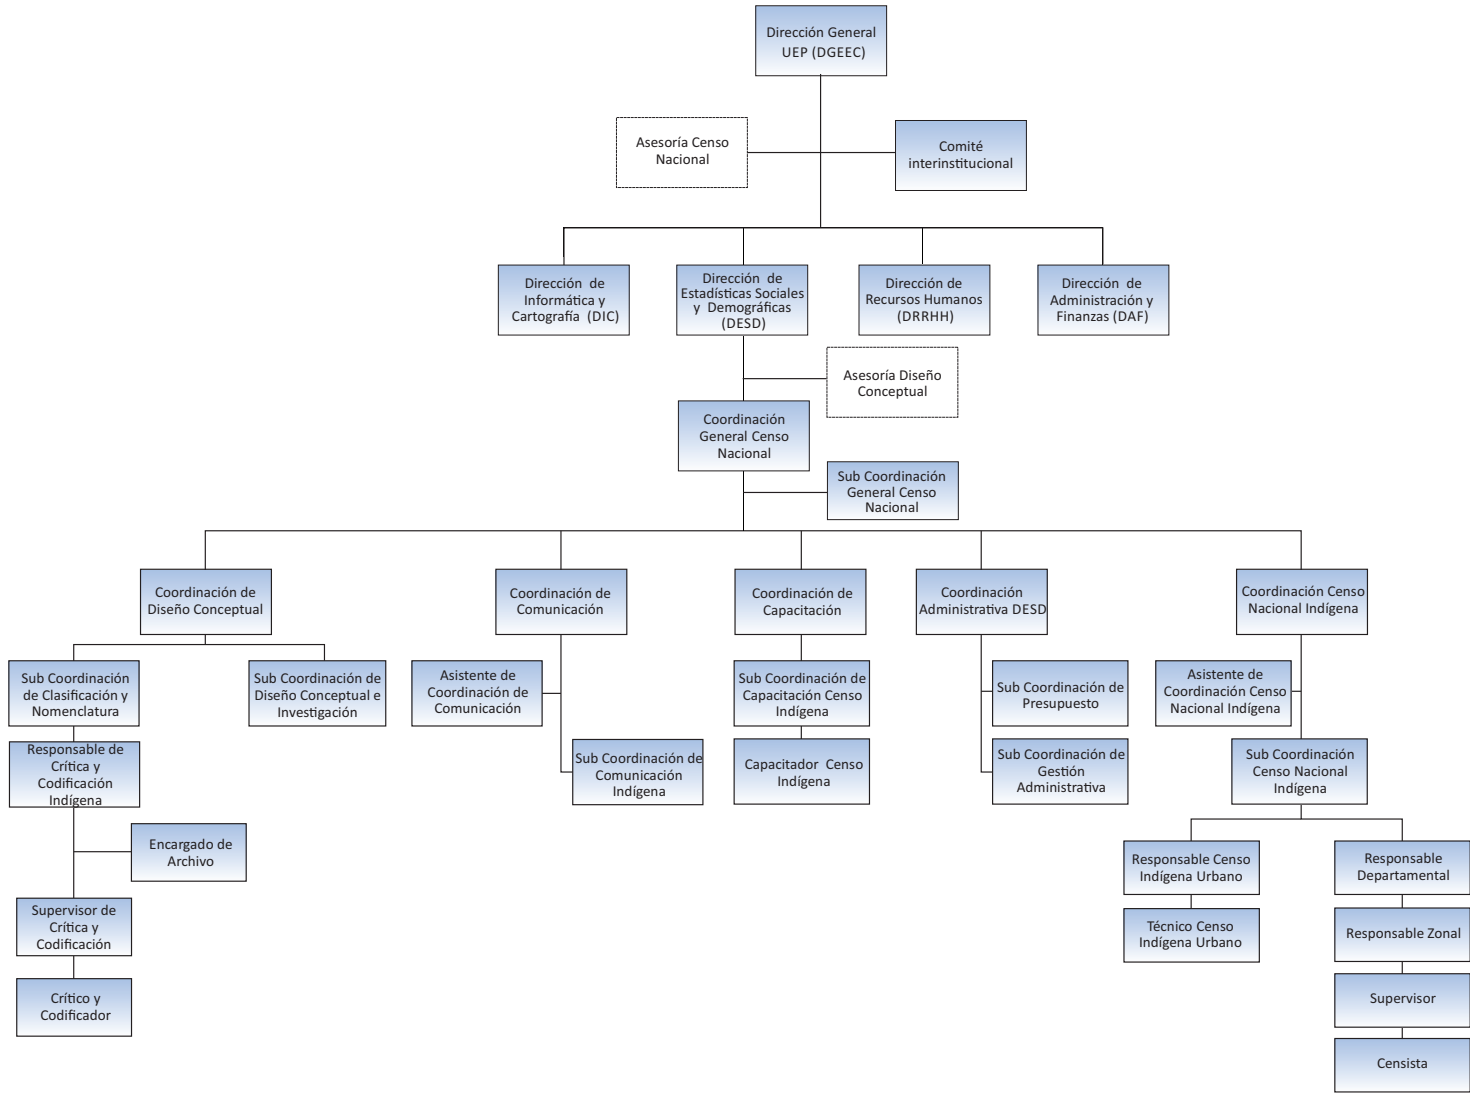 Dirección General
UEP (DGEEC)
Asesoría Censo
Nacional
Comité
interinstitucional
Dirección de
Informática y
Cartografía (DIC)
Dirección de
Estadísticas Sociales
y Demográficas
(DESD)
Dirección de
Recursos Humanos
(DRRHH)
Dirección de
Administración y
Finanzas (DAF)
Asesoría Diseño
Conceptual
Coordinación
General Censo
Nacional
Sub Coordinación
General Censo
Nacional
Coordinación de
Diseño Conceptual
Coordinación de
Comunicación
Coordinación de
Capacitación
Coordinación
Administrativa DESD
Coordinación Censo
Nacional Indígena
Sub Coordinación
de Clasificación y
Nomenclatura
Sub Coordinación de
Diseño Conceptual e
Investigación
Asistente de
Coordinación de
Comunicación
Sub Coordinación de
Capacitación Censo
Indígena
Sub Coordinación de
Presupuesto
Asistente de
Coordinación Censo
Nacional Indígena
Responsable de
Crítica y
Codificación
Indígena
Sub Coordinación de
Comunicación
Indígena
Capacitador Censo
Indígena
Sub Coordinación de
Gestión
Administrativa
Sub Coordinación
Censo Nacional
Indígena
Encargado de
Archivo
Responsable Censo
Indígena Urbano
Responsable
Departamental
Supervisor de
Crítica y
Codificación
Técnico Censo
Indígena Urbano
Responsable Zonal
Crítico y
Codificador
Supervisor
Censista